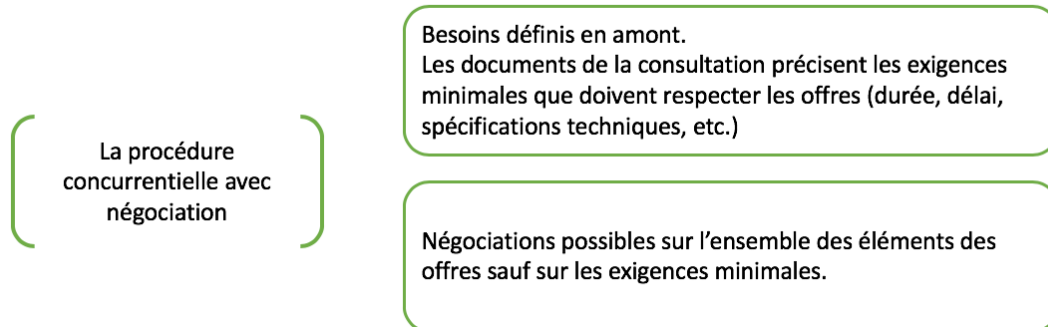 La procédure
concurrentielle avec
négociation
Besoins définis en amont.
Les documents de la consultation précisent les exigences
minimales que doivent respecter les offres (durée, délai,
spécifications techniques, etc.)
Négociations possibles sur l’ensemble des éléments des
offres sauf sur les exigences minimales.